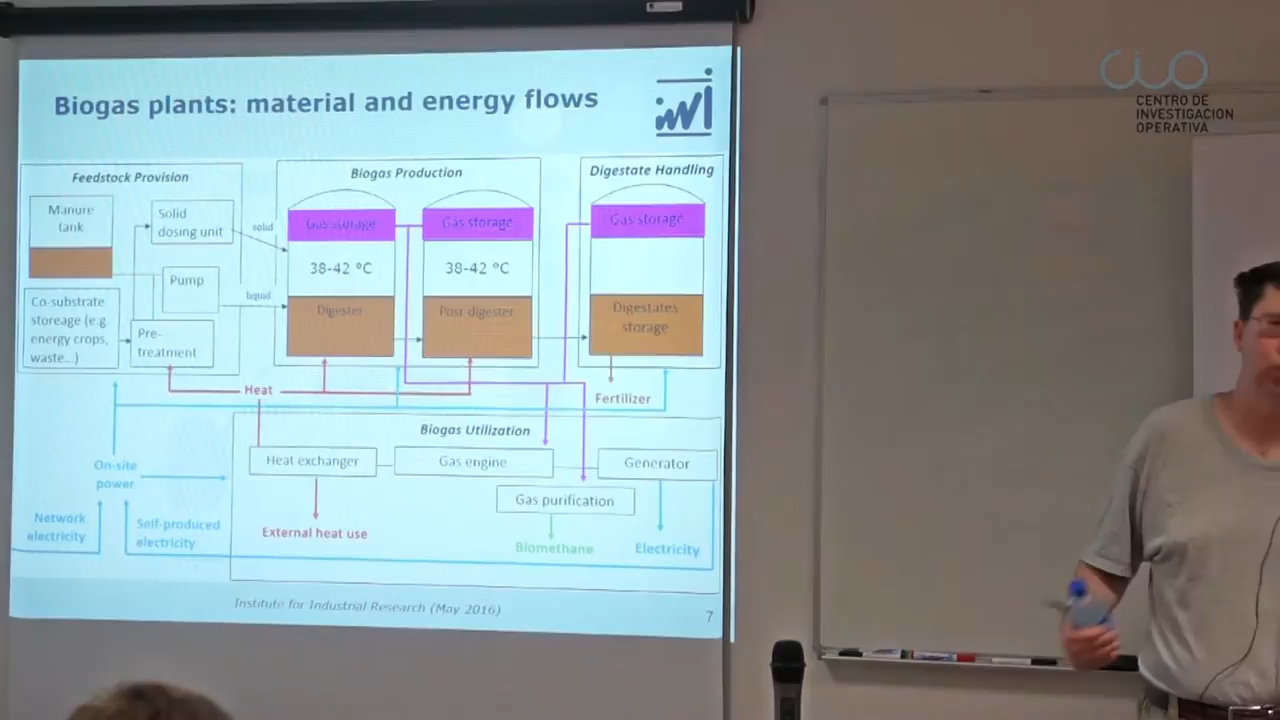 Biogas plants: material and energy flows
iwi
CIO
CENTRO DE
INVESTIGACION
OPERATIVA
Feedstock Provision
Manure
tank
Solid
dosing unit
Pump
Co-substrate
storeage (e.g.
energy crops,
waste...)
Pre-
treatment
solid
liquid
Biogas Production
Gas storage
38-42 °C
Digester
Gas storage
38-42 °C
Post-digester
Digestate Handling
Gas storage
Digestates
storage
Heat
Fertilizer
Biogas Utilization
Heat exchanger
Gas engine
Generator
Gas purification
On-site
power
Network
electricity
Self-produced
electricity
External heat use
Biomethane
Electricity
Institute for Industrial Research (May 2016)
7